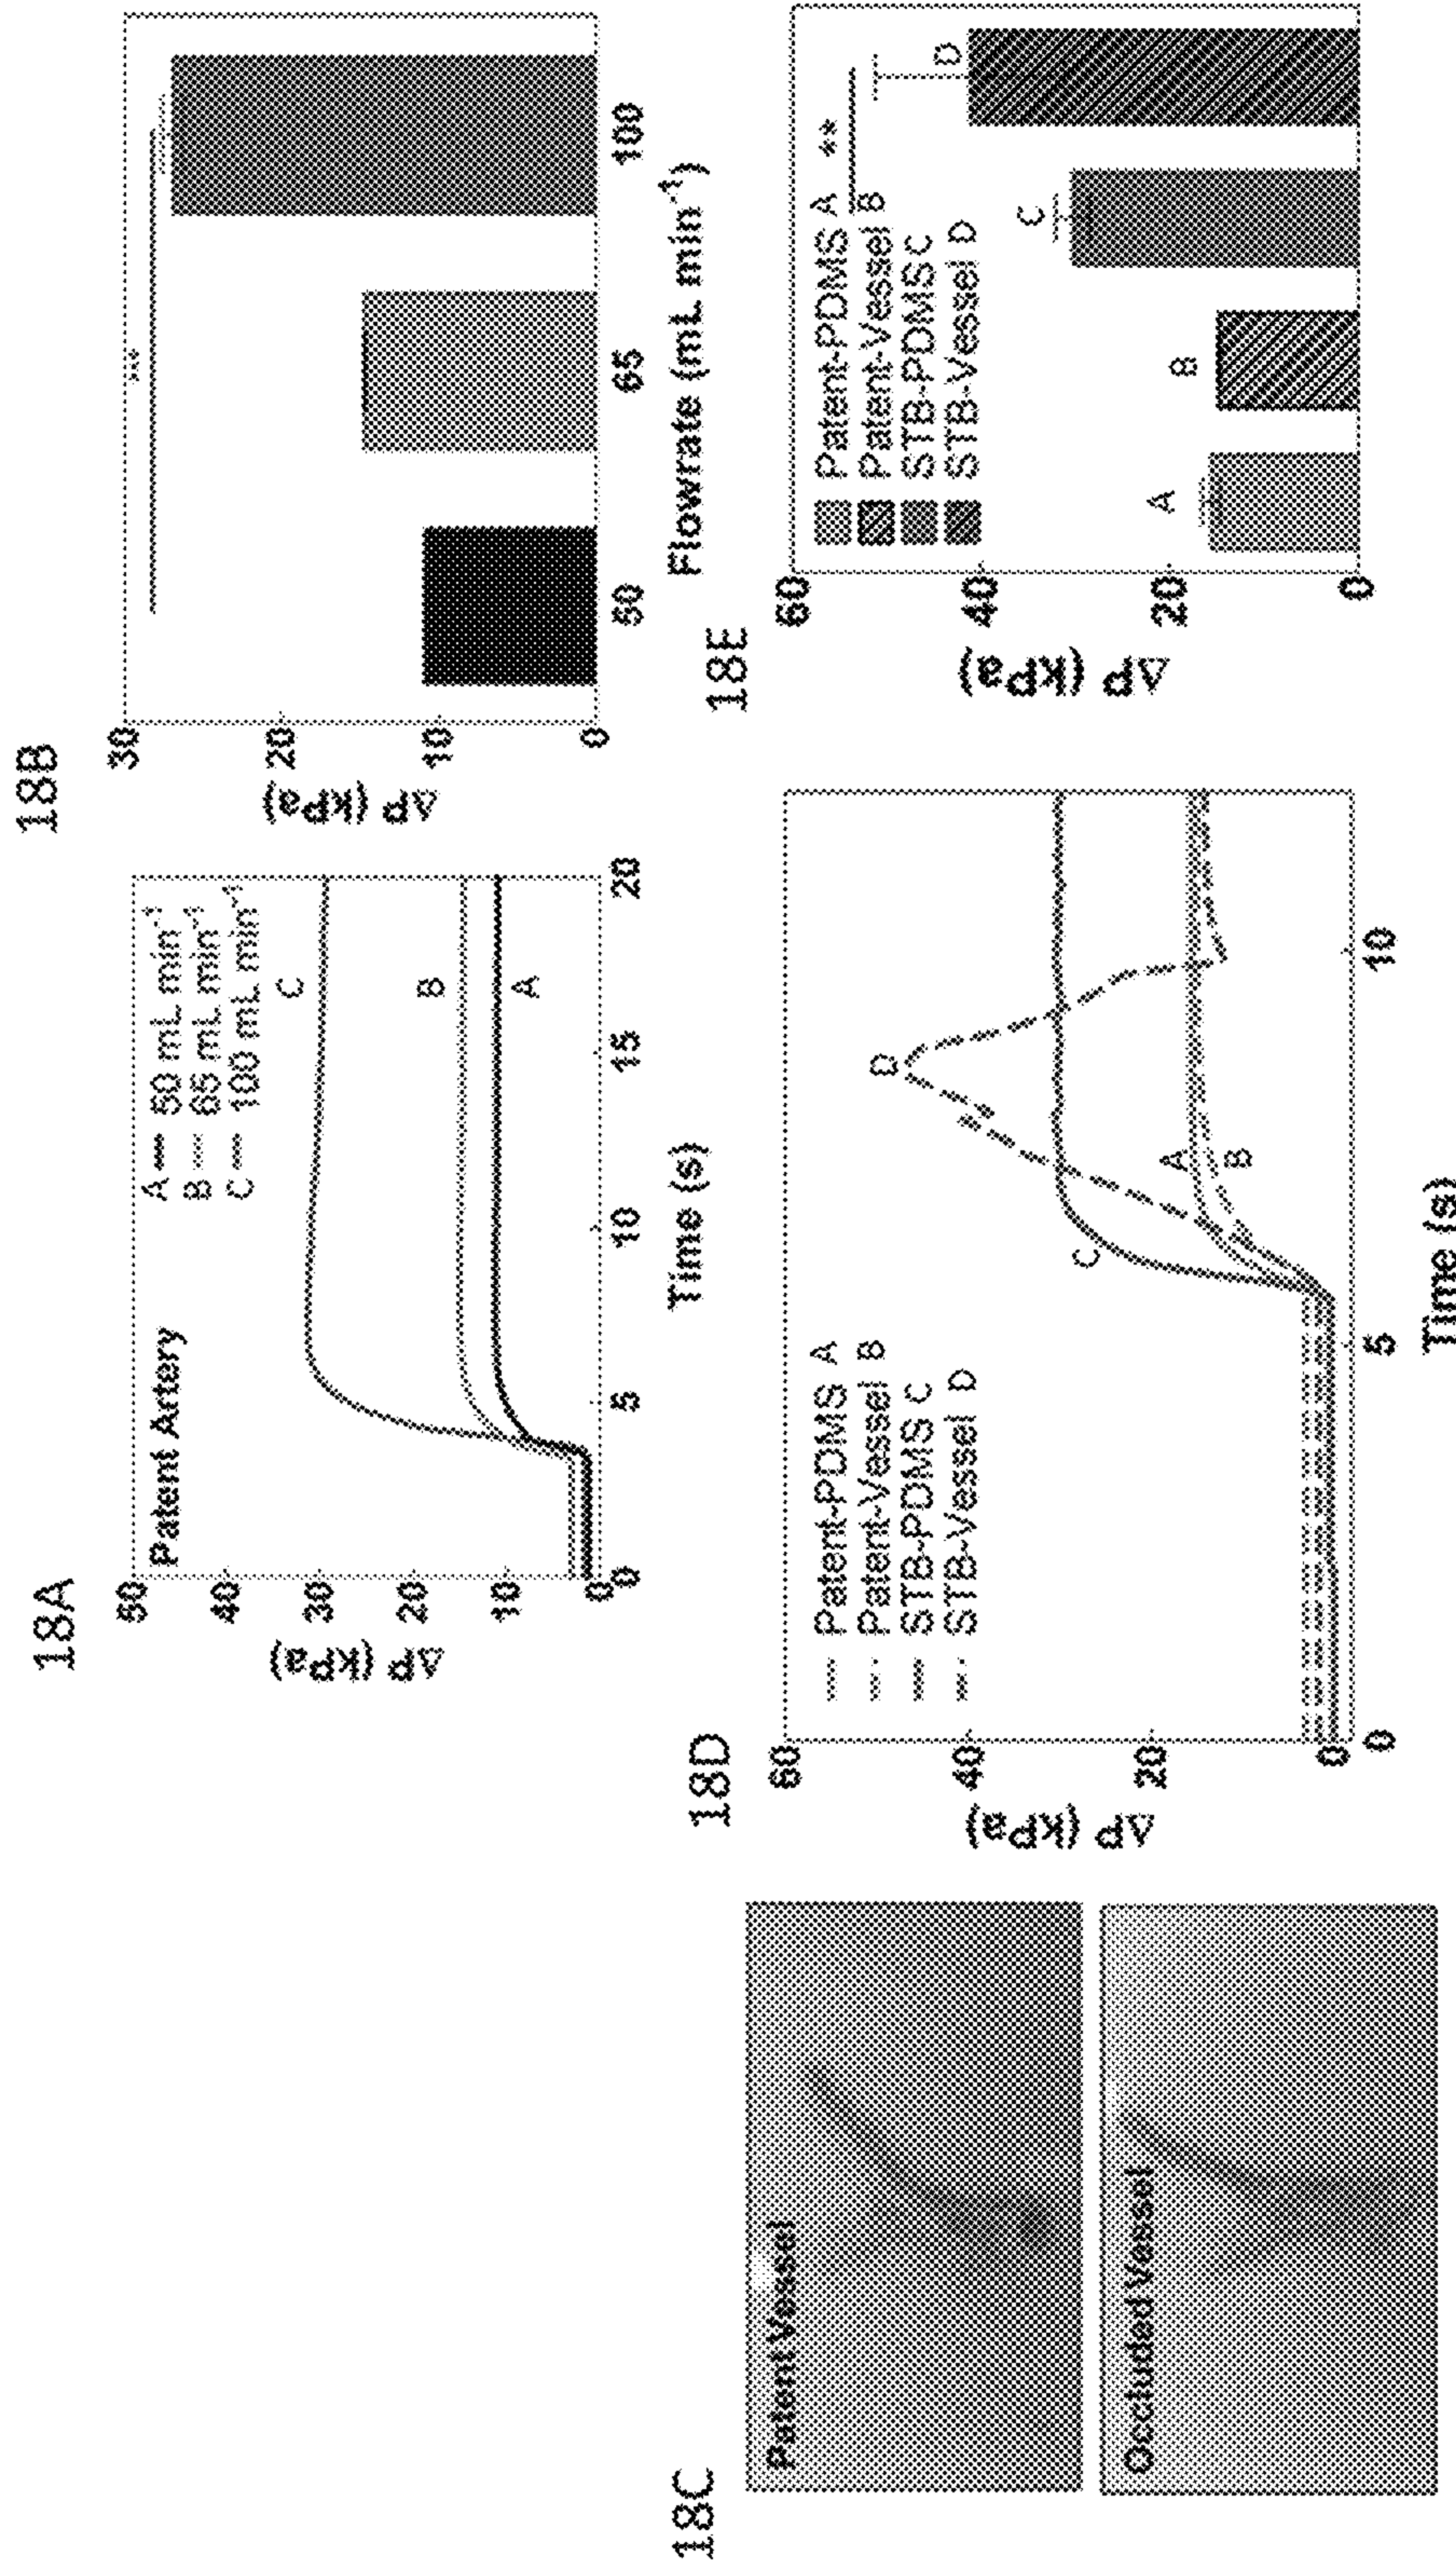 18A
Patent Artery
A 50 mL min⁻¹
B 65 mL min⁻¹
C 100 mL min⁻¹
C
B
A
50
40
30
20
10
0
ΔP (kPa)
0
5
10
15
20
Time (s)
18B
**
30
20
10
0
ΔP (kPa)
50
65
100
Flowrate (mL min⁻¹)
18C
Patent Vessel
Occluded Vessel
18D
Patent-PDMS A
Patent-Vessel B
STB-PDMS C
STB-Vessel D
D
C
A
B
60
40
20
0
ΔP (kPa)
0
5
10
Time (s)
18E
Patent-PDMS A
Patent-Vessel B
STB-PDMS C
STB-Vessel D
**
A
B
C
D
60
40
20
0
ΔP (kPa)